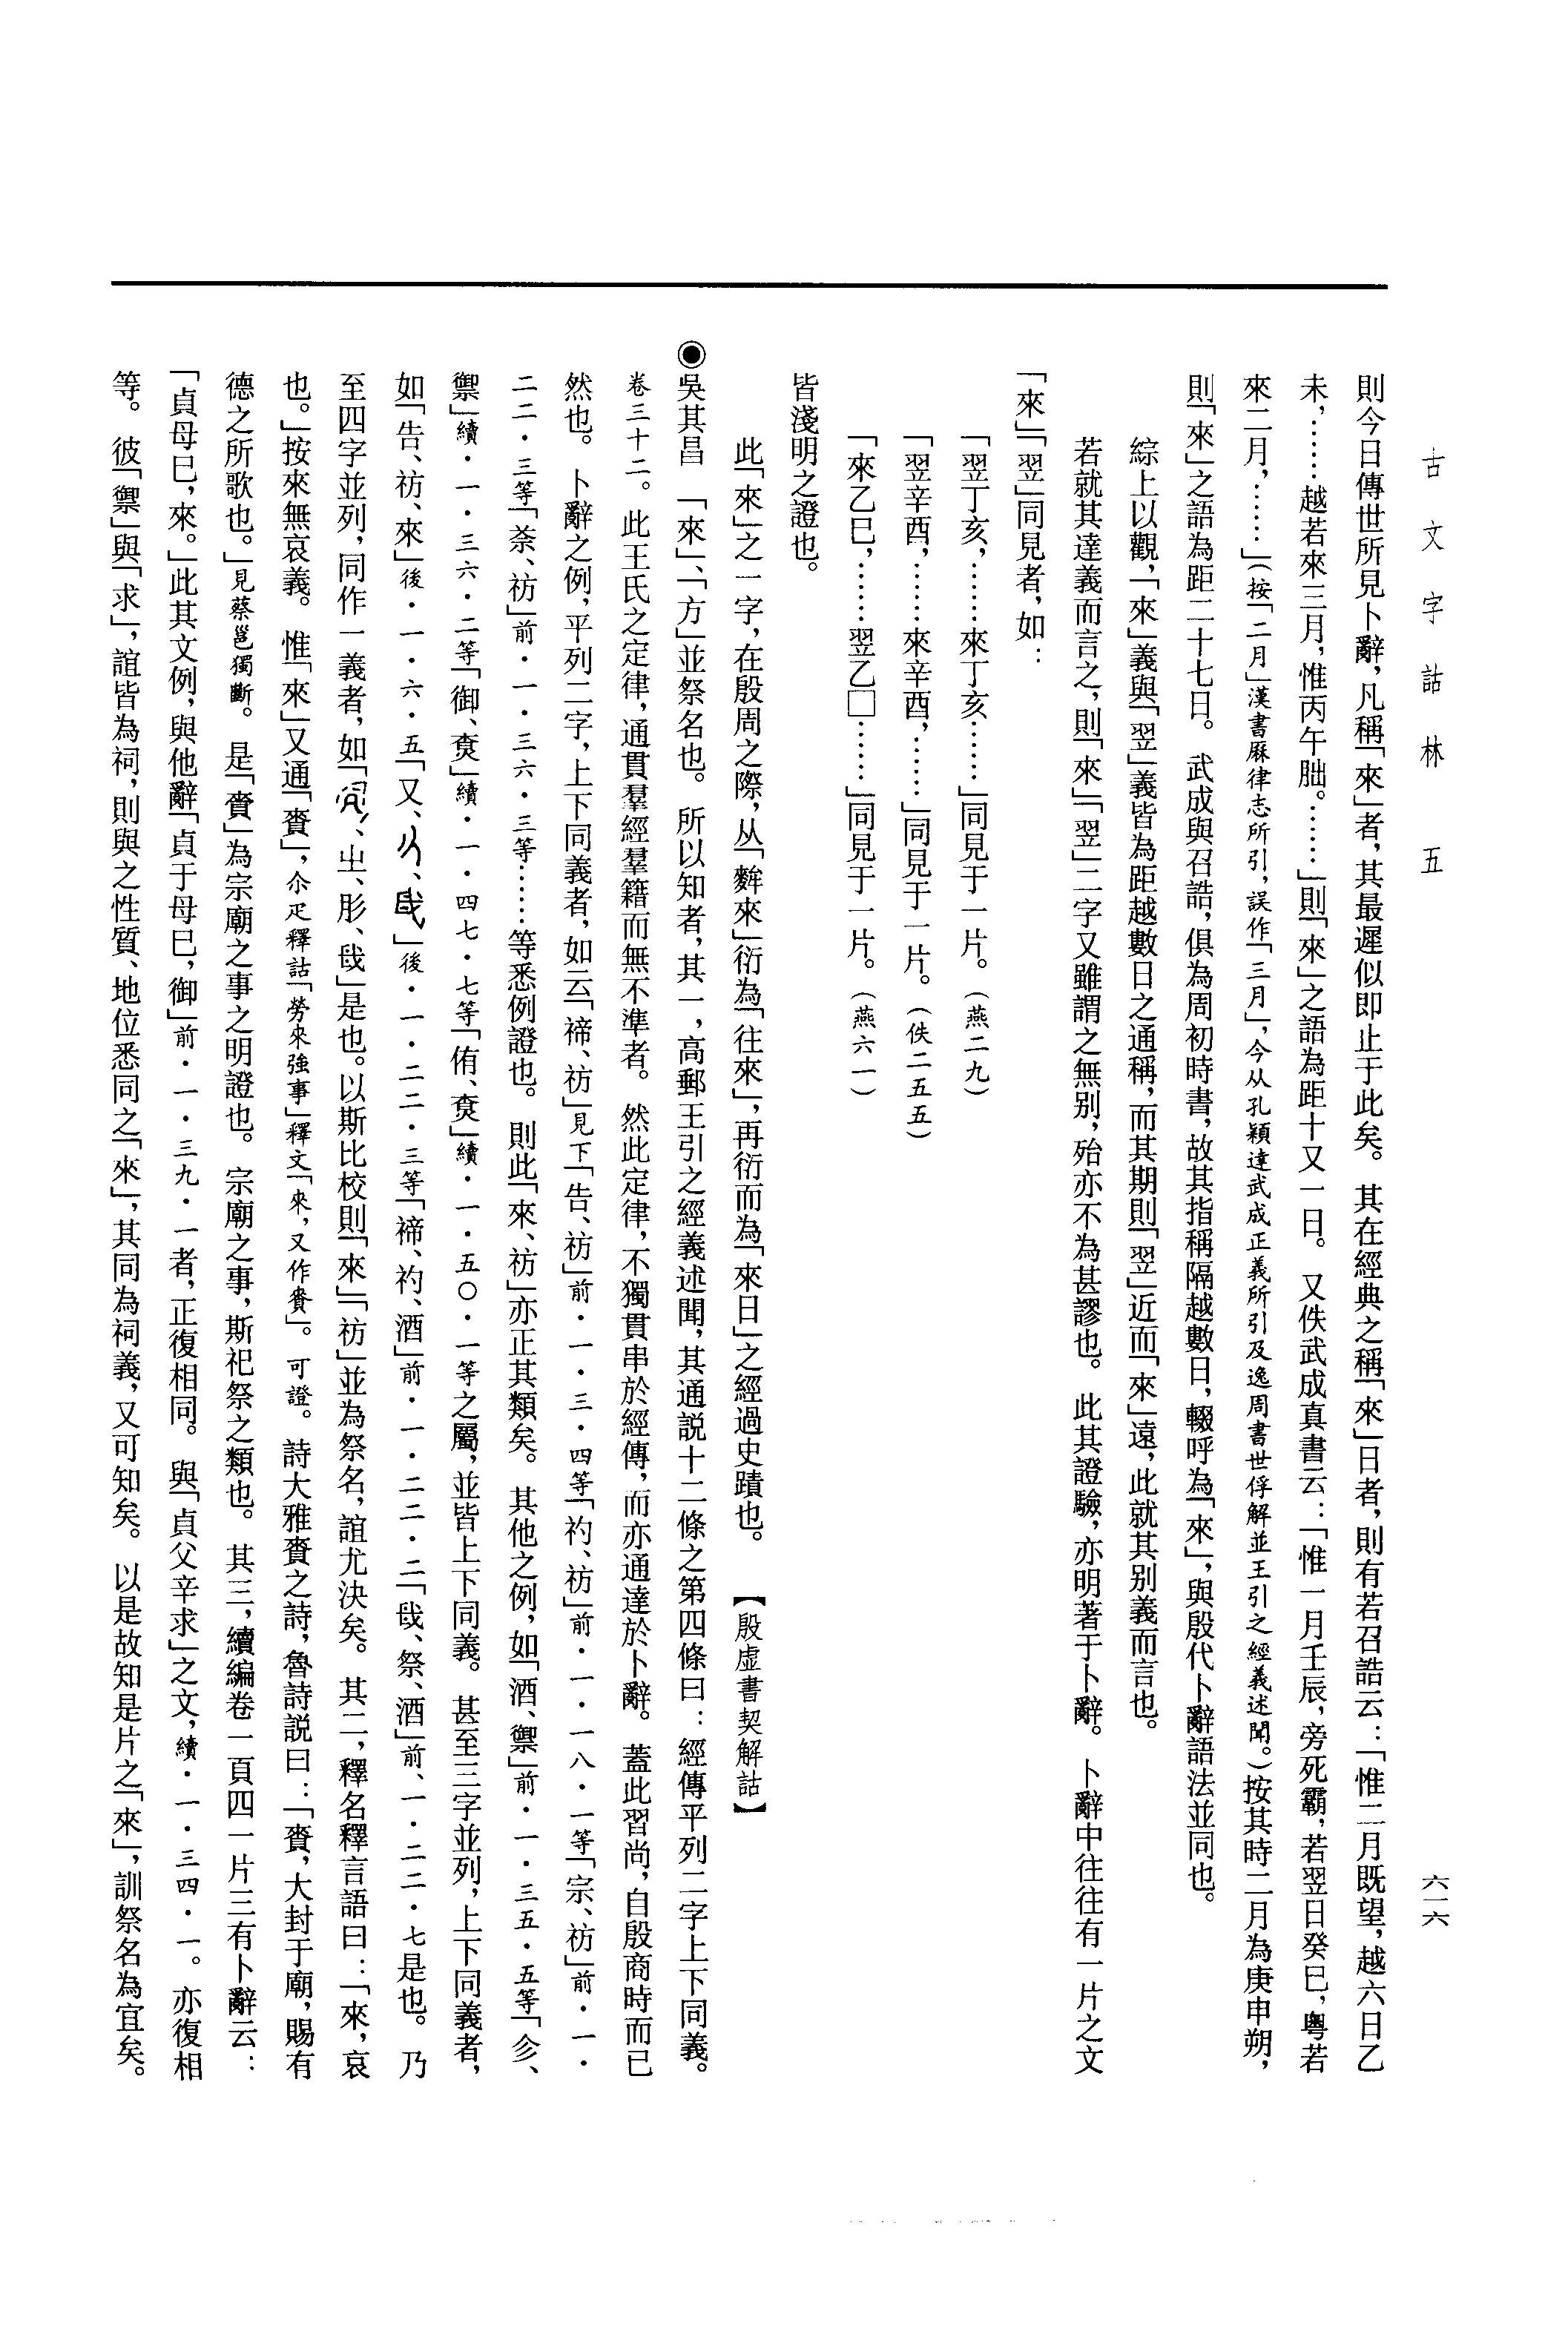 古文字詁林　五
六一六
則今日傳世所見卜辭，凡稱「來」者，其最遲似即止于此矣。其在經典之稱「來」日者，則有若召誥云：「惟二月既望，越六日乙
未，……越若來三月，惟丙午朏。……」則「來」之語為距十又一日。又佚武成真書云：「惟一月壬辰，旁死霸，若翌日癸巳，粵若
來二月，……」（按「二月」漢書厤律志所引，誤作「三月」，今从孔穎達武成正義所引及逸周書世俘解並王引之經義述聞。）按其時二月為庚申朔，
則「來」之語為距二十七日。武成與召誥，俱為周初時書，故其指稱隔越數日，輟呼為「來」，與殷代卜辭語法並同也。
綜上以觀，「來」義與「翌」義皆為距越數日之通稱，而其期則「翌」近而「來」遠，此就其別義而言也。
若就其達義而言之，則「來」「翌」二字又雖謂之無別，殆亦不為甚謬也。此其證驗，亦明著于卜辭。卜辭中往往有一片之文
「來」「翌」同見者，如：
「翌丁亥，……來丁亥……」同見于一片。（燕二九）
「翌辛酉，……來辛酉，……」同見于一片。（佚二五五）
「來乙巳，……翌乙□……」同見于一片。（燕六一）
皆淺明之證也。
此「來」之一字，在殷周之際，从「麰來」衍為「往來」，再衍而為「來日」之經過史蹟也。【殷虛書契解詁】
◉吳其昌　「來」、「方」並祭名也。所以知者，其一，高郵王引之經義述聞，其通説十二條之第四條曰：經傳平列二字上下同義。
卷三十二。此王氏之定律，通貫羣經羣籍而無不準者。然此定律，不獨貫串於經傳，而亦通達於卜辭。蓋此習尚，自殷商時而已
然也。卜辭之例，平列二字，上下同義者，如云「禘、祊」見下「告、祊」前·一·三·四等「礿、祊」前·一·一八·一等「宗、祊」前·一·
二二·三等「叅、祊」前·一·三六·三等……等悉例證也。則此「來、祊」亦正其類矣。其他之例，如「酒、禦」前·一·三五·五等「彡、
禦」續·一·三六·二等「御、㚔」續·一·四七·七等「侑、㚔」續·一·五〇·一等之屬，並皆上下同義。甚至三字並列，上下同義者，
如「告、祊、來」後·一·六·五「又、、」後·一·二二·三等「禘、礿、酒」前·一·二二·二「㦰、祭、酒」前、一·二二·七是也。乃
至四字並列，同作一義者，如「、㞢、肜、㦰」是也。以斯比校則「來」「祊」並為祭名，誼尤決矣。其二，釋名釋言語曰：「來，哀
也。」按來無哀義。惟「來」又通「賚」，尒疋釋詁「勞來強事」釋文「來，又作賚」。可證。詩大雅賚之詩，魯詩説曰：「賚，大封于廟，賜有
德之所歌也。」見蔡邕獨斷。是「賚」為宗廟之事之明證也。宗廟之事，斯祀祭之類也。其三，續編卷一頁四一片三有卜辭云：
「貞母巳，來。」此其文例，與他辭「貞于母巳，御」前·一·三九·一者，正復相同。與「貞父辛求」之文，續·一·三四·一。亦復相
等。彼「禦」與「求」，誼皆為祠，則與之性質、地位悉同之「來」，其同為祠義，又可知矣。以是故知是片之「來」，訓祭名為宜矣。